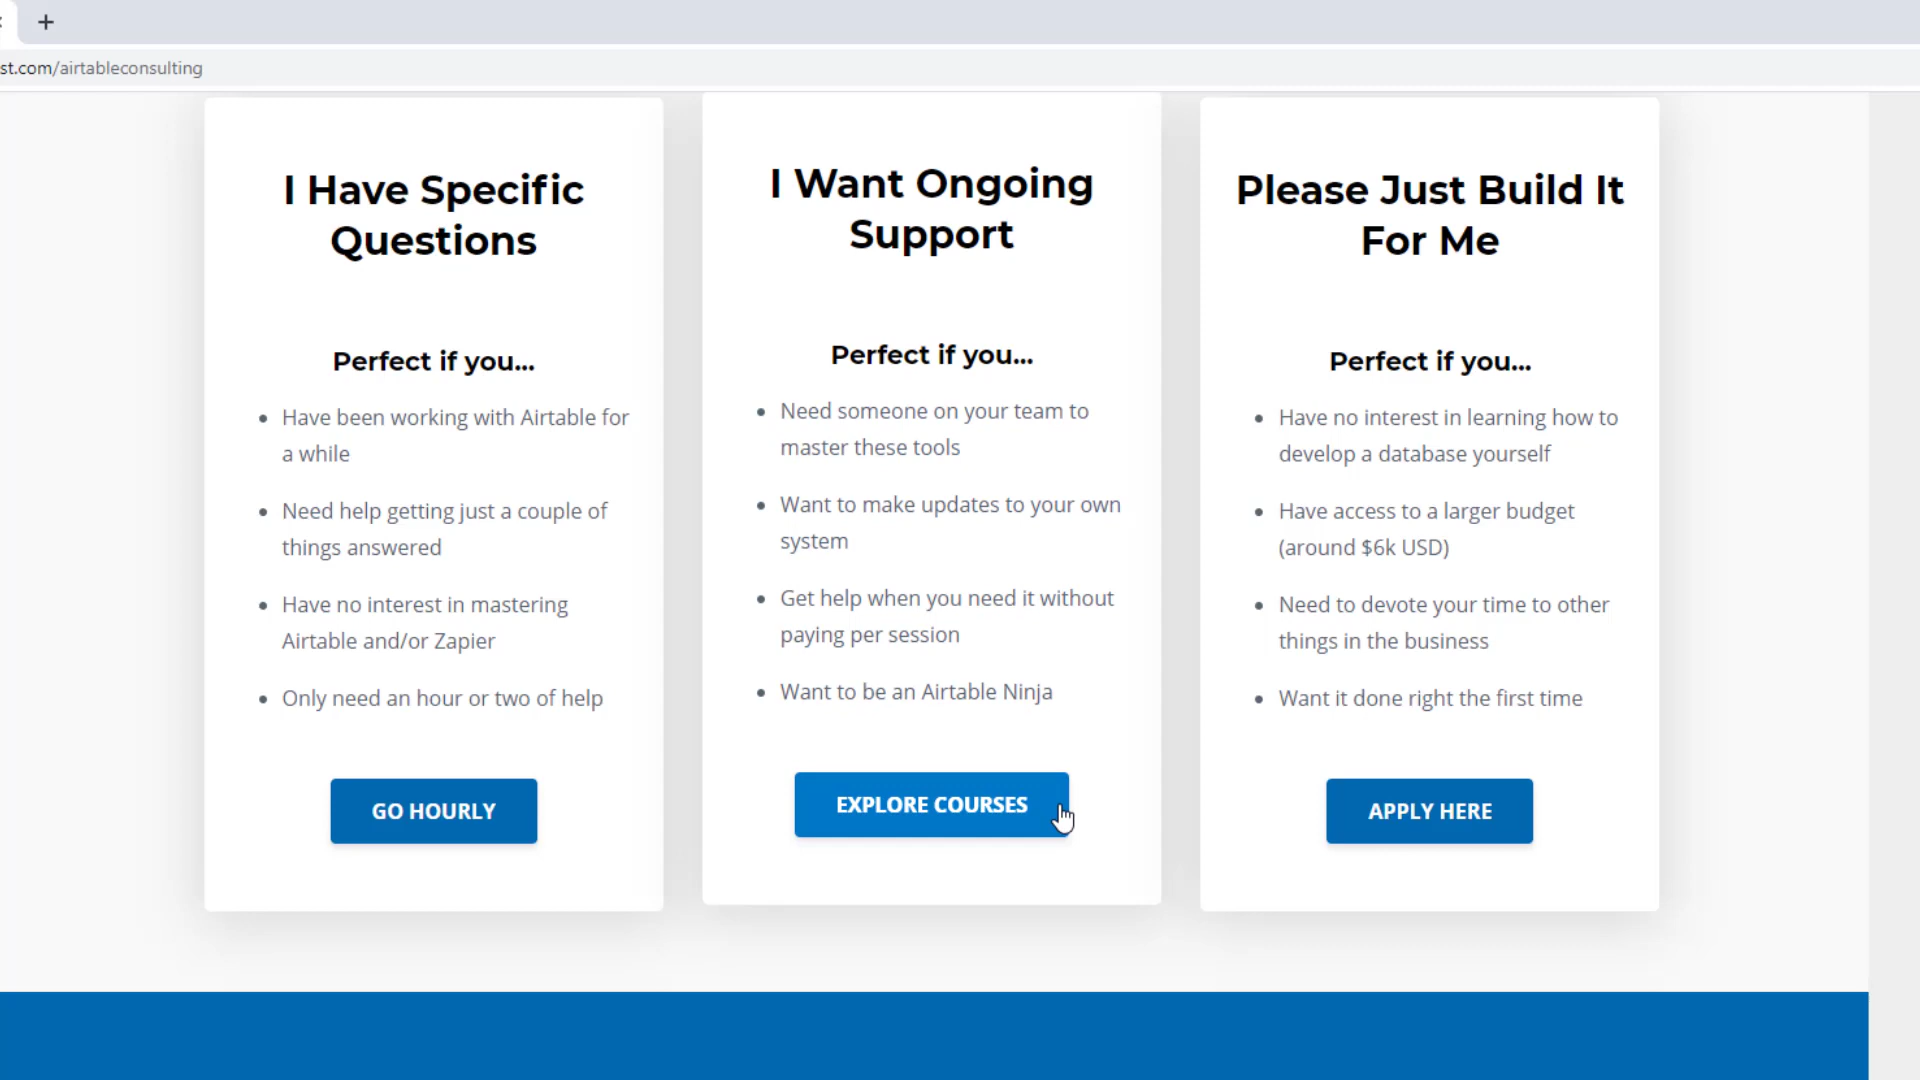 st.com/airtableconsulting
I Have Specific
Questions
Perfect if you...
Have been working with Airtable for
a while
Need help getting just a couple of
things answered
Have no interest in mastering
Airtable and/or Zapier
Only need an hour or two of help
GO HOURLY
I Want Ongoing
Support
Perfect if you...
Need someone on your team to
master these tools
Want to make updates to your own
system
Get help when you need it without
paying per session
Want to be an Airtable Ninja
EXPLORE COURSES
Please Just Build It
For Me
Perfect if you...
Have no interest in learning how to
develop a database yourself
Have access to a larger budget
(around $6k USD)
Need to devote your time to other
things in the business
Want it done right the first time
APPLY HERE